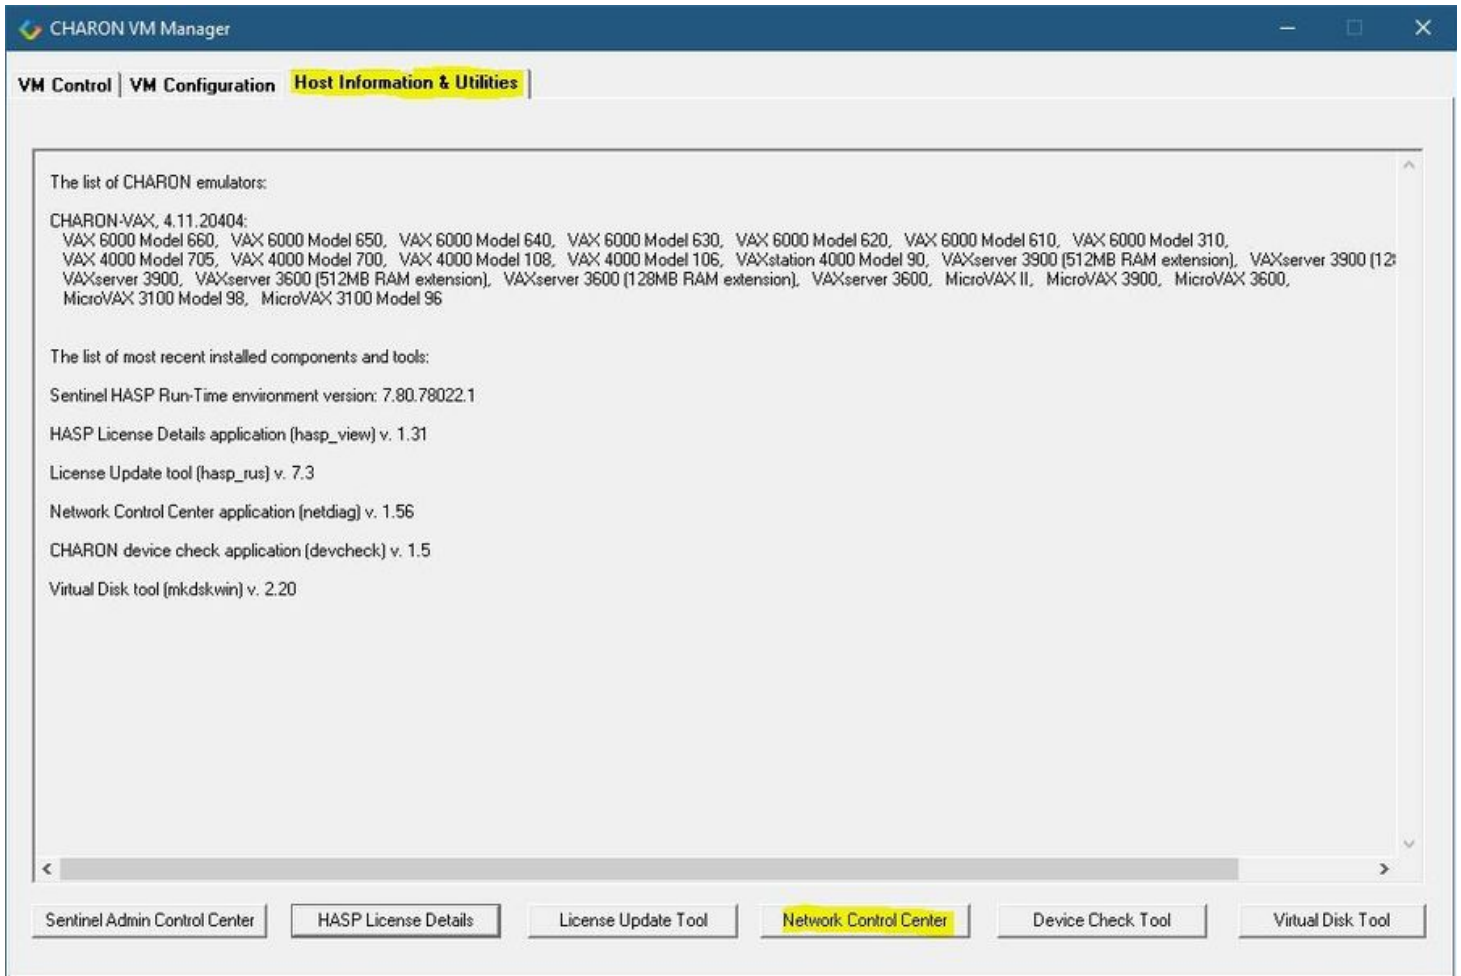 CHARON VM Manager
VM Control VM Configuration Host Information & Utilities
The list of CHARON emulators:
CHARON-VAX, 4.11.20404:
VAX 6000 Model 660, VAX 6000 Model 650, VAX 6000 Model 640, VAX 6000 Model 630, VAX 6000 Model 620, VAX 6000 Model 610, VAX 6000 Model 310,
VAX 4000 Model 705, VAX 4000 Model 700, VAX 4000 Model 108, VAX 4000 Model 106, VAXstation 4000 Model 90, VAXserver 3900 (512MB RAM extension), VAXserver 3900 (128
VAXserver 3900, VAXserver 3600 (512MB RAM extension), VAXserver 3600 (128MB RAM extension), VAXserver 3600, MicroVAX II, MicroVAX 3900, MicroVAX 3600,
MicroVAX 3100 Model 98, MicroVAX 3100 Model 96
The list of most recent installed components and tools:
Sentinel HASP Run-Time environment version: 7.80.78022.1
HASP License Details application (hasp_view) v. 1.31
License Update tool (hasp_rus) v. 7.3
Network Control Center application (netdiag) v. 1.56
CHARON device check application (devcheck) v. 1.5
Virtual Disk tool (mkdskwin) v. 2.20
Sentinel Admin Control Center HASP License Details License Update Tool Network Control Center Device Check Tool Virtual Disk Tool